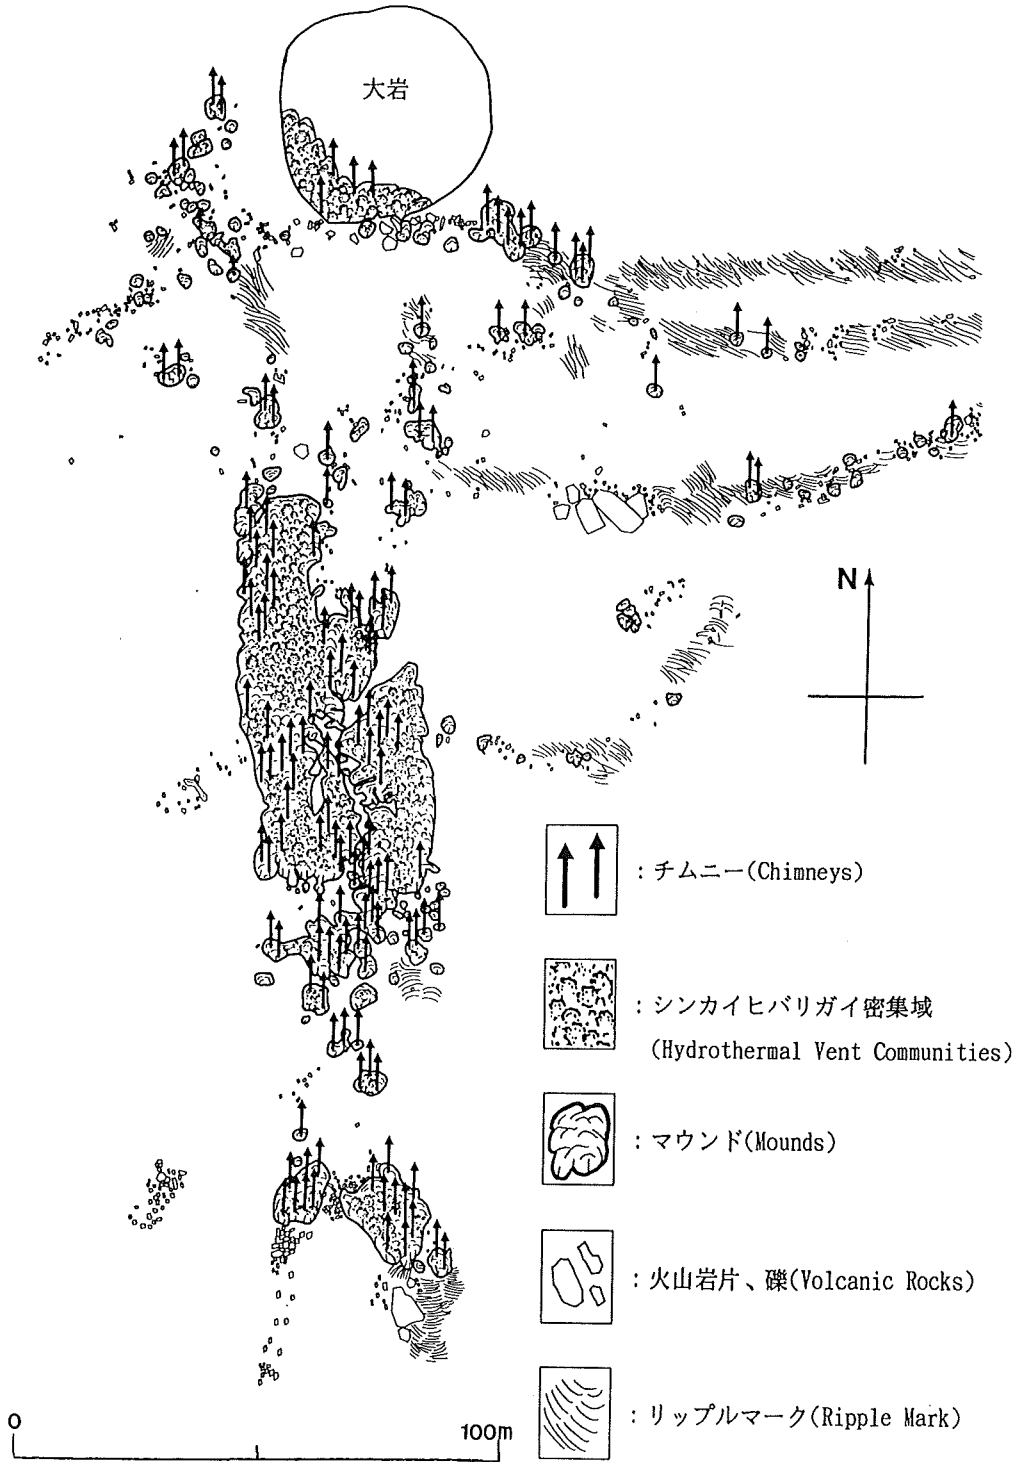 大岩
N
：チムニー(Chimneys)
：シンカイヒバリガイ密集域
(Hydrothermal Vent Communities)
：マウンド(Mounds)
：火山岩片、礫(Volcanic Rocks)
：リップルマーク(Ripple Mark)
0
100m